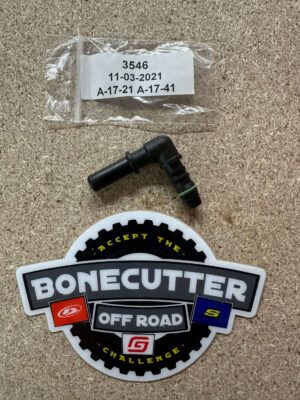 3546
11-03-2021
A-17-21 A-17-41
ACCEPT THE
BONECUTTER
OFF ROAD
S
G
CHALLENGE